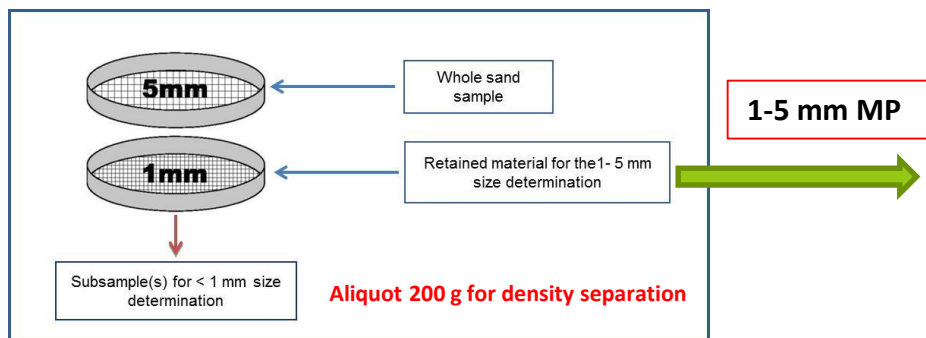 5mm
Whole sand
sample
1-5 mm MP
1mm
Retained material for the1- 5 mm
size determination
Subsample(s) for < 1 mm size
determination
Aliquot 200 g for density separation